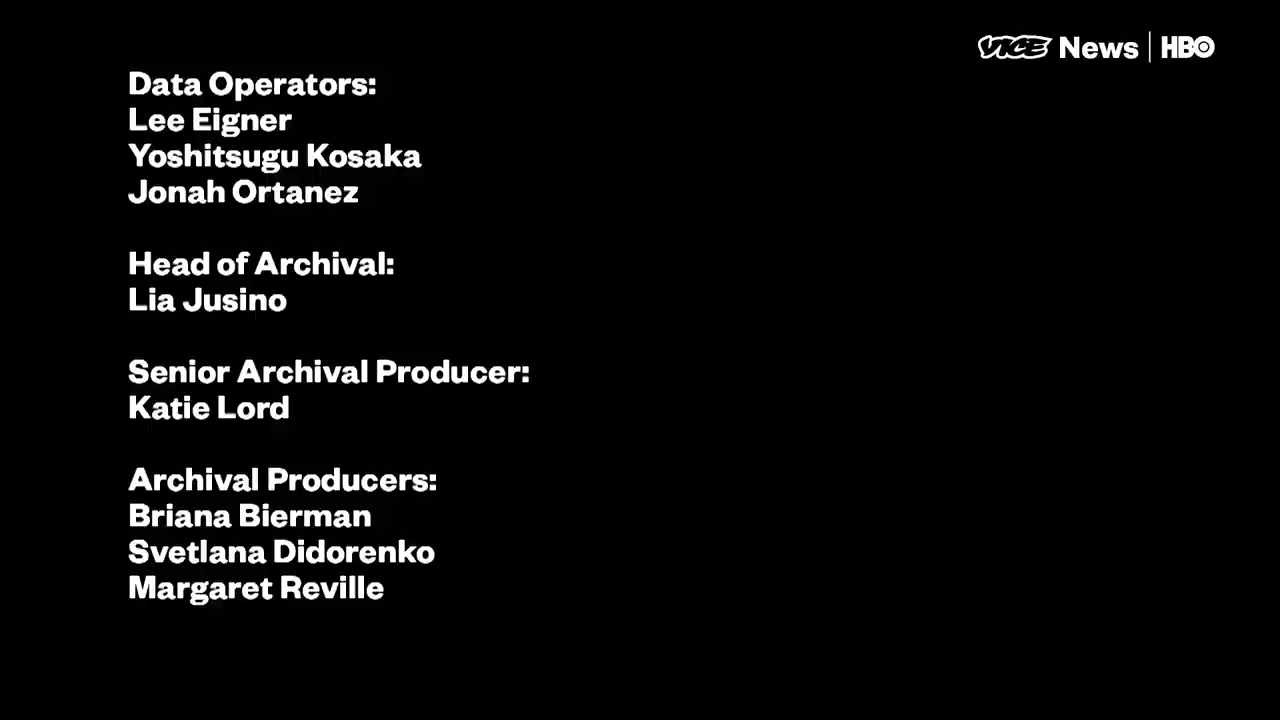 VICE News | HBO
Data Operators:
Lee Eigner
Yoshitsugu Kosaka
Jonah Ortanez
Head of Archival:
Lia Jusino
Senior Archival Producer:
Katie Lord
Archival Producers:
Briana Bierman
Svetlana Didorenko
Margaret Reville